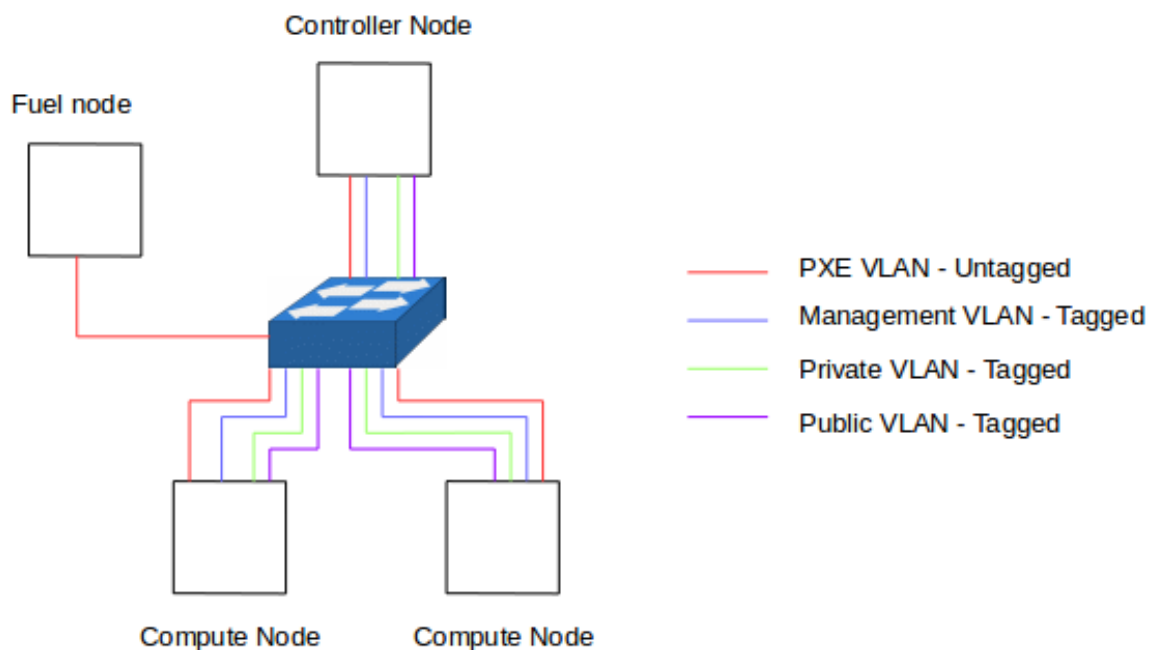 Controller Node
Fuel node
PXE VLAN - Untagged
Management VLAN - Tagged
Private VLAN - Tagged
Public VLAN - Tagged
Compute Node
Compute Node